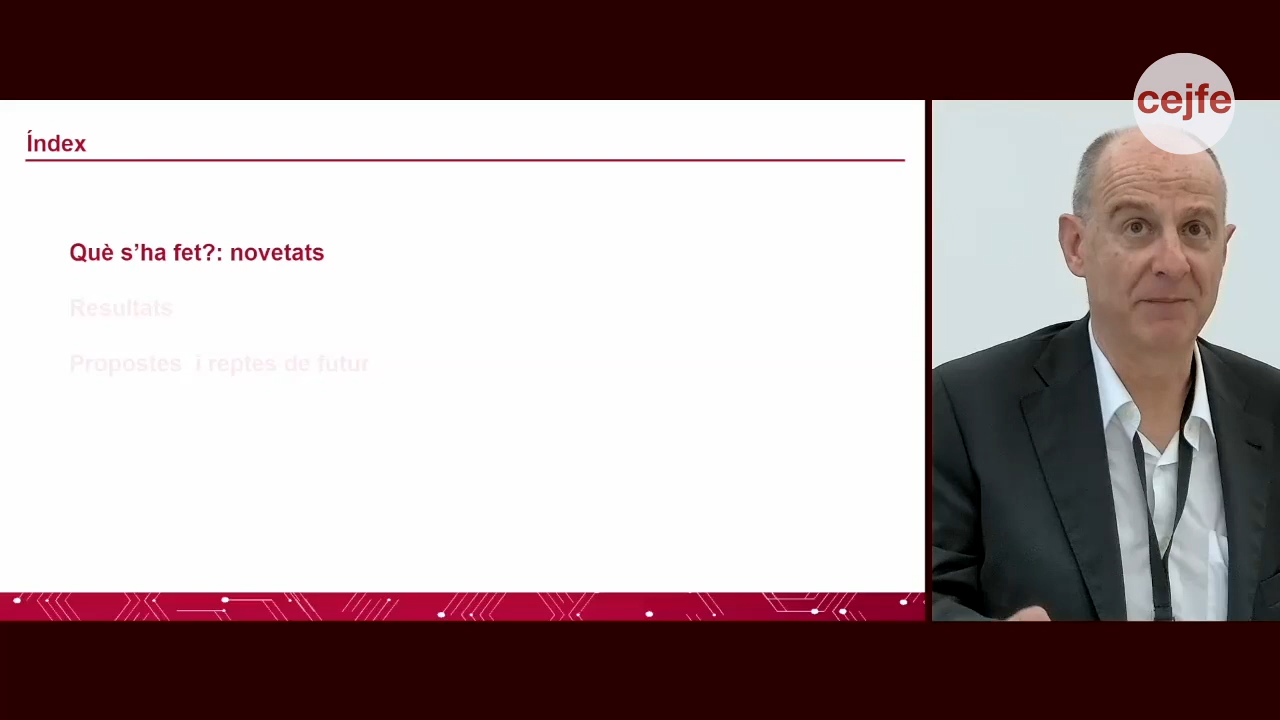 cejfe
Índex
Què s’ha fet?: novetats
Resultats
Propostes i reptes de futur